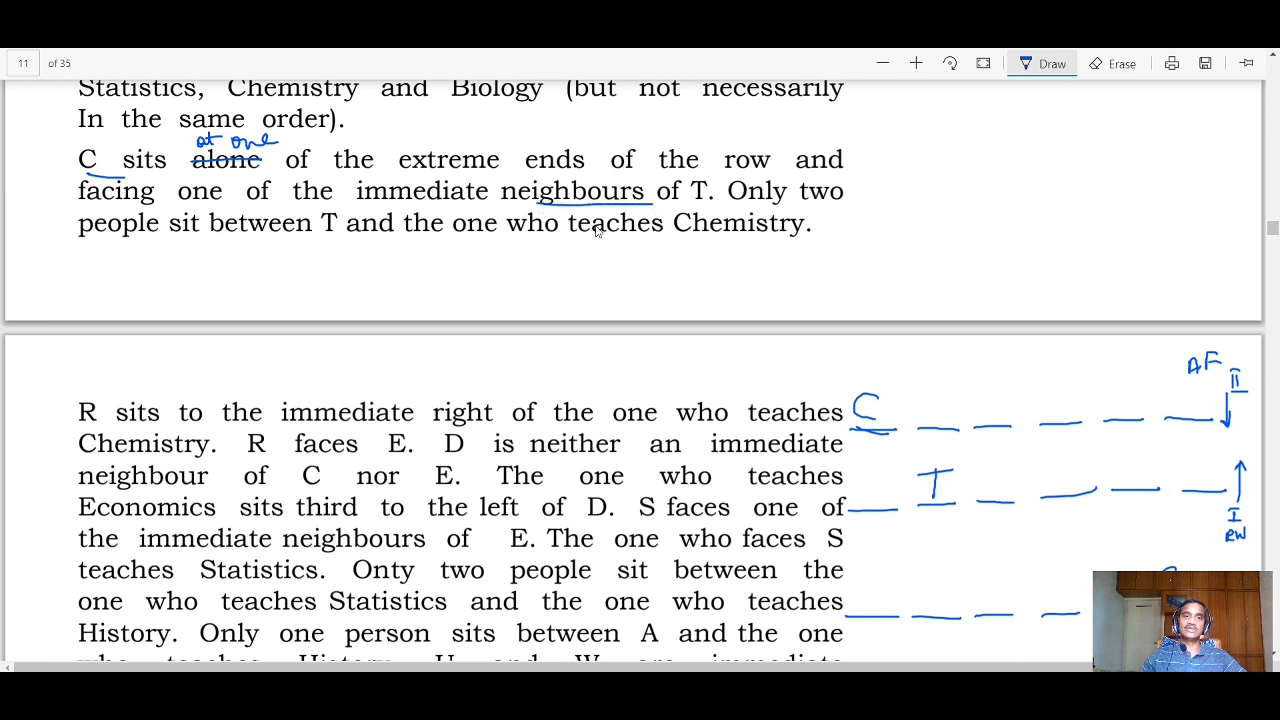 11 of 35
Draw
Erase
Statistics, Chemistry and Biology (but not necessarily
In the same order).
at one
C sits alone of the extreme ends of the row and
facing one of the immediate neighbours of T. Only two
people sit between T and the one who teaches Chemistry.
AF
II
R sits to the immediate right of the one who teaches
C
Chemistry. R faces E. D is neither an immediate
neighbour of C nor E. The one who teaches
T
Economics sits third to the left of D. S faces one of
I
RW
the immediate neighbours of E. The one who faces S
teaches Statistics. Onty two people sit between the
one who teaches Statistics and the one who teaches
History. Only one person sits between A and the one